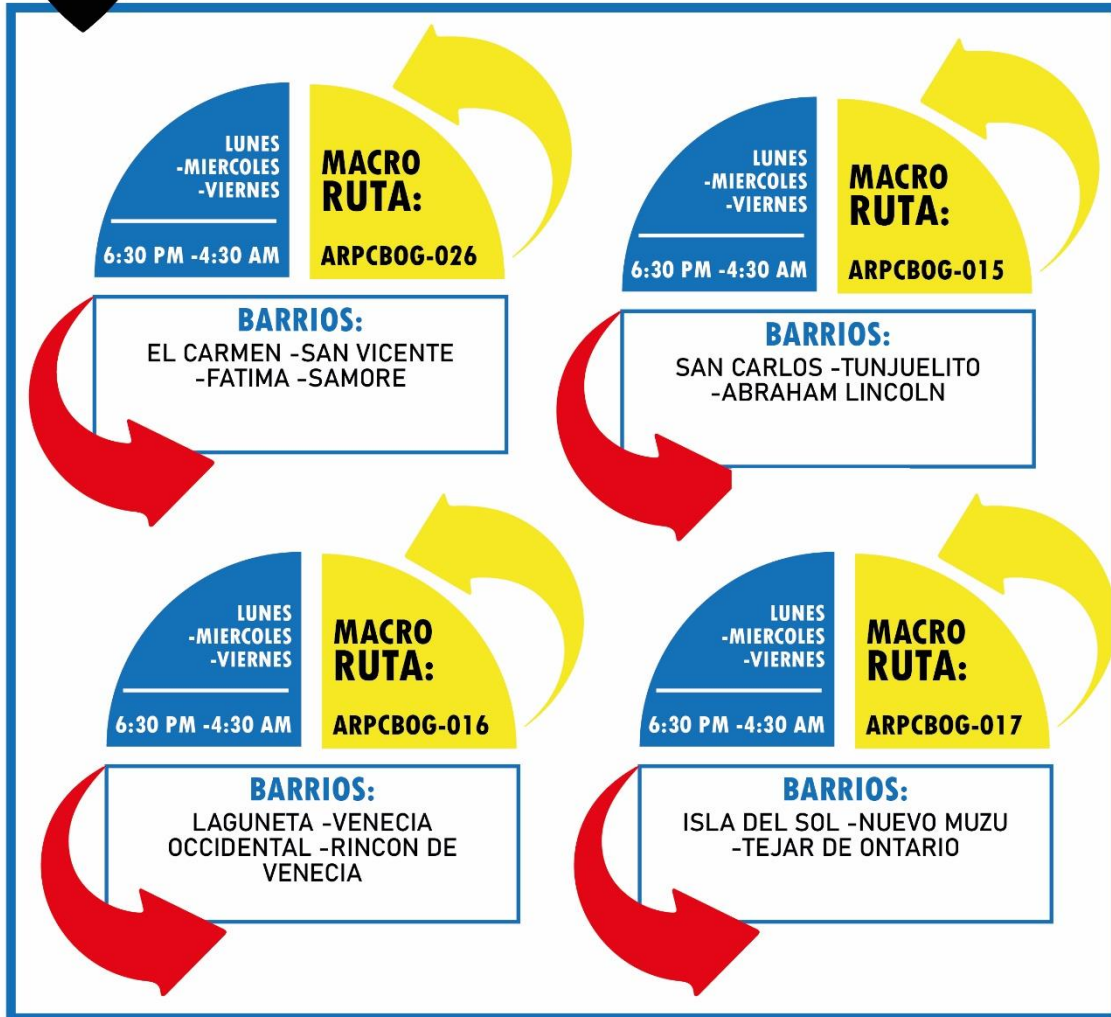 LUNES
-MIERCOLES
-VIERNES
6:30 PM -4:30 AM
MACRO
RUTA:
ARPCBOG-026
BARRIOS:
EL CARMEN -SAN VICENTE
-FATIMA -SAMORE
LUNES
-MIERCOLES
-VIERNES
6:30 PM -4:30 AM
MACRO
RUTA:
ARPCBOG-015
BARRIOS:
SAN CARLOS -TUNJUELITO
-ABRAHAM LINCOLN
LUNES
-MIERCOLES
-VIERNES
6:30 PM -4:30 AM
MACRO
RUTA:
ARPCBOG-016
BARRIOS:
LAGUNETA -VENECIA
OCCIDENTAL -RINCON DE
VENECIA
LUNES
-MIERCOLES
-VIERNES
6:30 PM -4:30 AM
MACRO
RUTA:
ARPCBOG-017
BARRIOS:
ISLA DEL SOL -NUEVO MUZU
-TEJAR DE ONTARIO